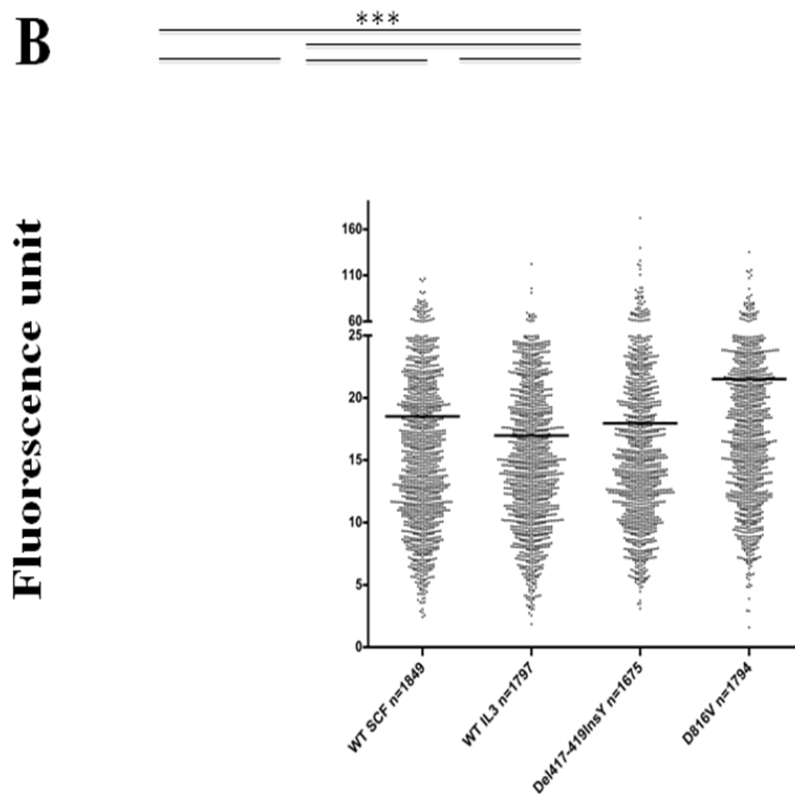 B
***
Fluorescence unit
160
110
60
25
20
15
10
5
0
WT SCF n=1849
WT IL3 n=1797
Del417-419InsY n=1675
D816V n=1794